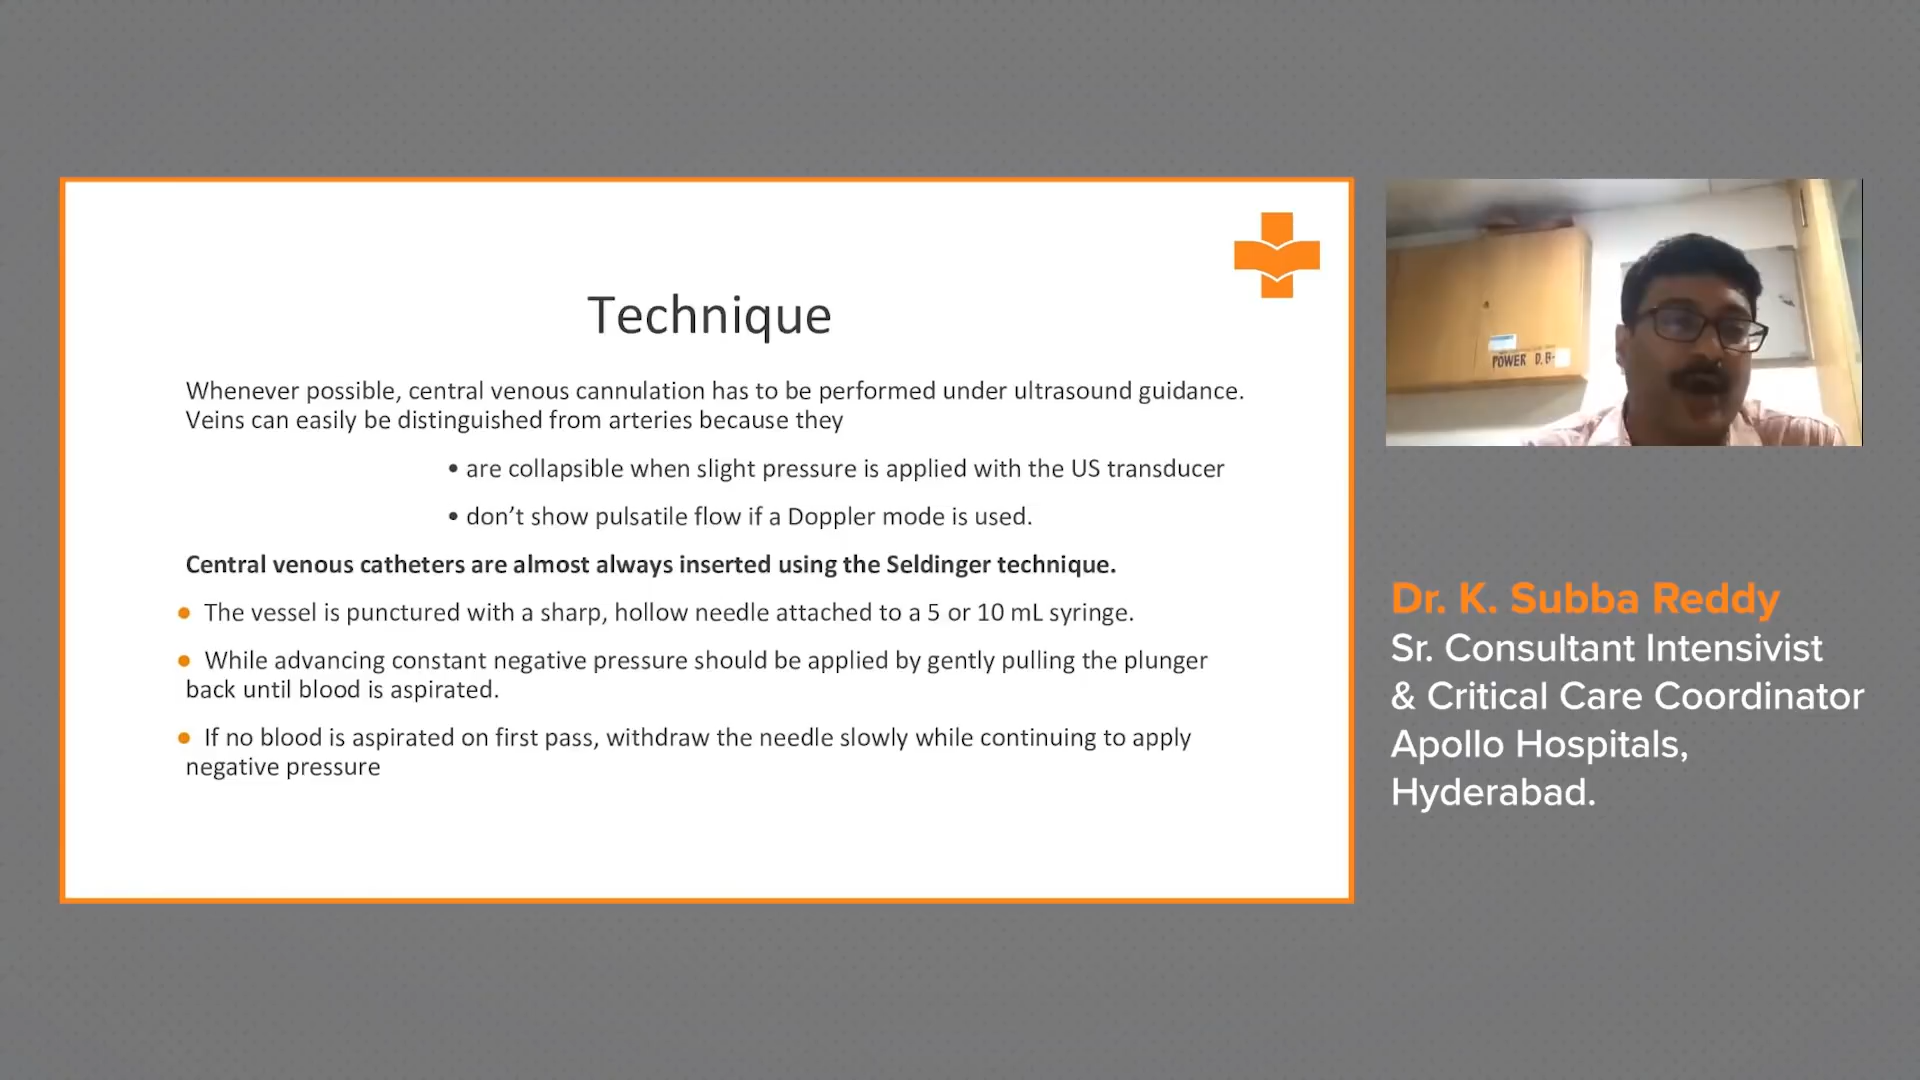 Technique
Whenever possible, central venous cannulation has to be performed under ultrasound guidance.
Veins can easily be distinguished from arteries because they
• are collapsible when slight pressure is applied with the US transducer
• don’t show pulsatile flow if a Doppler mode is used.
Central venous catheters are almost always inserted using the Seldinger technique.
● The vessel is punctured with a sharp, hollow needle attached to a 5 or 10 mL syringe.
● While advancing constant negative pressure should be applied by gently pulling the plunger
back until blood is aspirated.
● If no blood is aspirated on first pass, withdraw the needle slowly while continuing to apply
negative pressure
POWER D.B-
Dr. K. Subba Reddy
Sr. Consultant Intensivist
& Critical Care Coordinator
Apollo Hospitals,
Hyderabad.